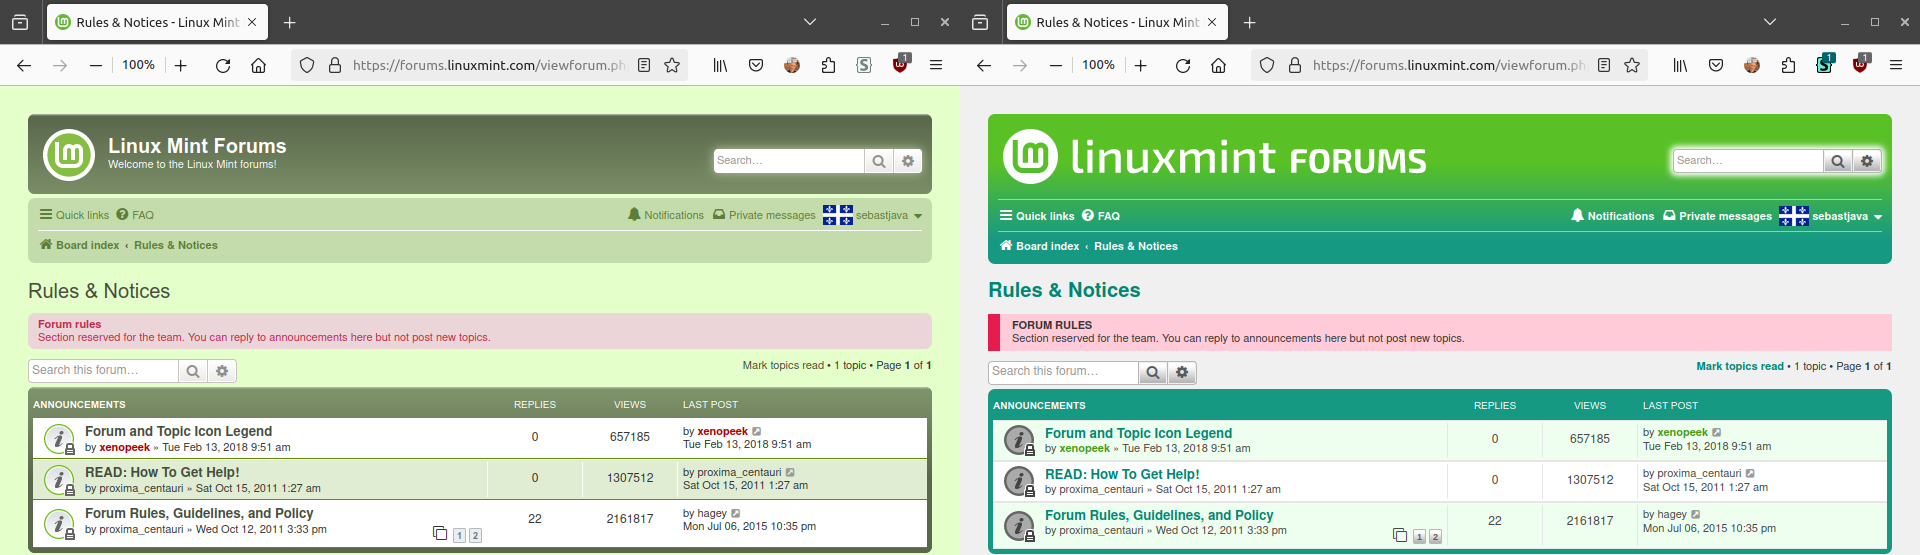 Rules & Notices - Linux Mint
100%
https://forums.linuxmint.com/viewforum.ph
1
Linux Mint Forums
Welcome to the Linux Mint forums!
Search…
Quick links FAQ
Notifications Private messages sebastjava
Board index ‹ Rules & Notices
Rules & Notices
Forum rules
Section reserved for the team. You can reply to announcements here but not post new topics.
Search this forum…
Mark topics read • 1 topic • Page 1 of 1
ANNOUNCEMENTS REPLIES VIEWS LAST POST
Forum and Topic Icon Legend
by xenopeek » Tue Feb 13, 2018 9:51 am
0 657185
by xenopeek
Tue Feb 13, 2018 9:51 am
READ: How To Get Help!
by proxima_centauri » Sat Oct 15, 2011 1:27 am
0 1307512
by proxima_centauri
Sat Oct 15, 2011 1:27 am
Forum Rules, Guidelines, and Policy
by proxima_centauri » Wed Oct 12, 2011 3:33 pm
1 2
22 2161817
by hagey
Mon Jul 06, 2015 10:35 pm
Rules & Notices - Linux Mint
100%
https://forums.linuxmint.com/viewforum.ph
1
1
linuxmint FORUMS
Search…
Quick links FAQ
Notifications Private messages sebastjava
Board index ‹ Rules & Notices
Rules & Notices
FORUM RULES
Section reserved for the team. You can reply to announcements here but not post new topics.
Search this forum…
Mark topics read • 1 topic • Page 1 of 1
ANNOUNCEMENTS REPLIES VIEWS LAST POST
Forum and Topic Icon Legend
by xenopeek » Tue Feb 13, 2018 9:51 am
0 657185
by xenopeek
Tue Feb 13, 2018 9:51 am
READ: How To Get Help!
by proxima_centauri » Sat Oct 15, 2011 1:27 am
0 1307512
by proxima_centauri
Sat Oct 15, 2011 1:27 am
Forum Rules, Guidelines, and Policy
by proxima_centauri » Wed Oct 12, 2011 3:33 pm
1 2
22 2161817
by hagey
Mon Jul 06, 2015 10:35 pm